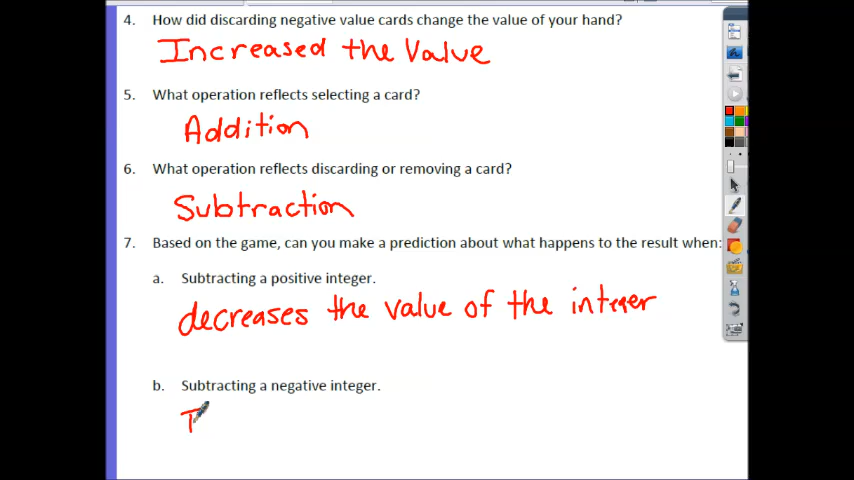 4. How did discarding negative value cards change the value of your hand?
Increased the Value
5. What operation reflects selecting a card?
Addition
6. What operation reflects discarding or removing a card?
Subtraction
7. Based on the game, can you make a prediction about what happens to the result when:
a. Subtracting a positive integer.
decreases the value of the integer
b. Subtracting a negative integer.